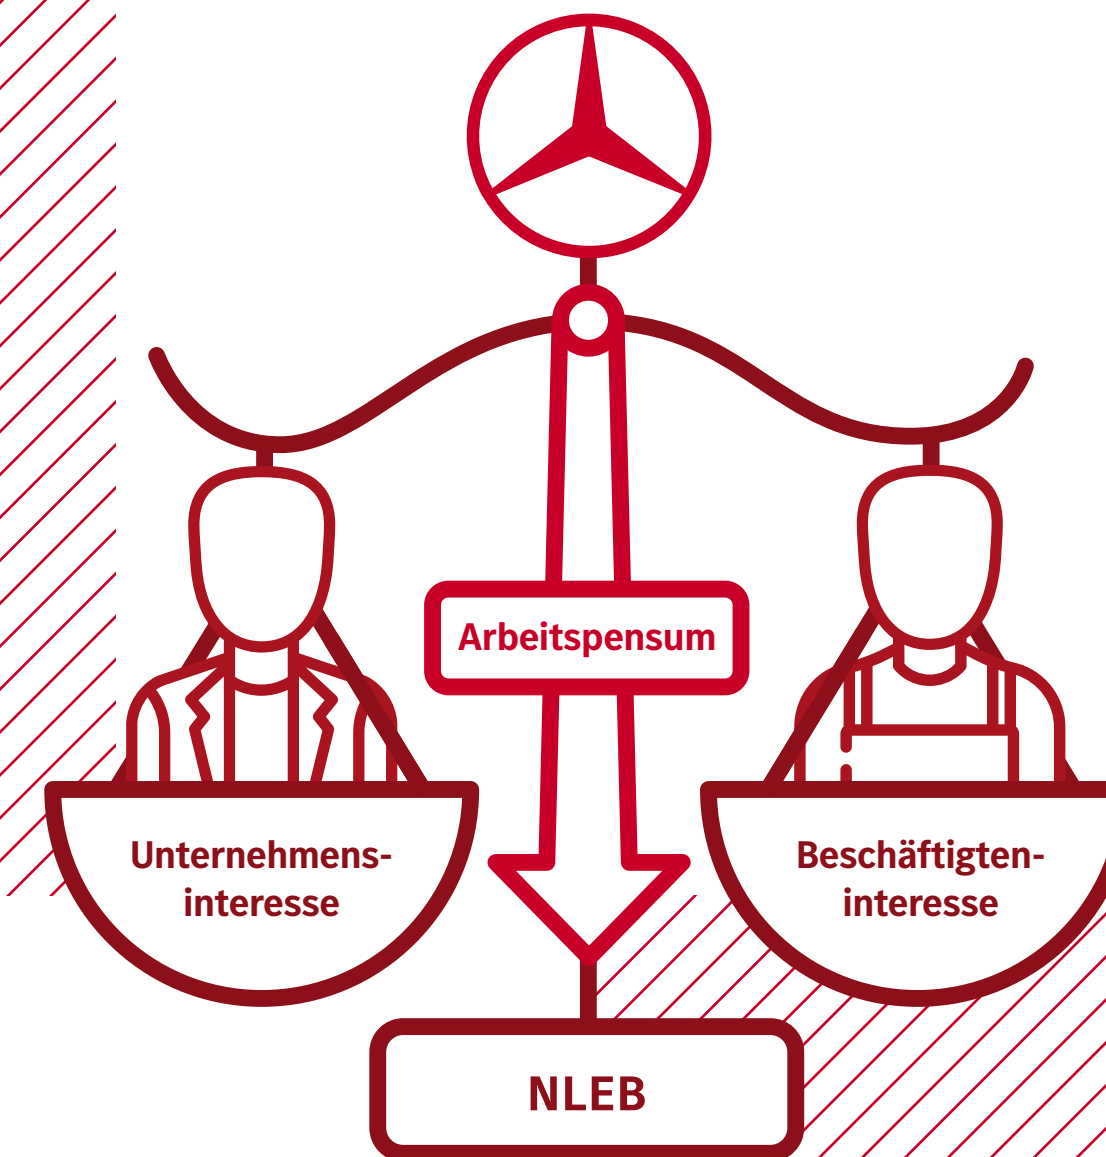 Arbeitspensum
Unternehmens-
interesse
Beschäftigten-
interesse
NLEB